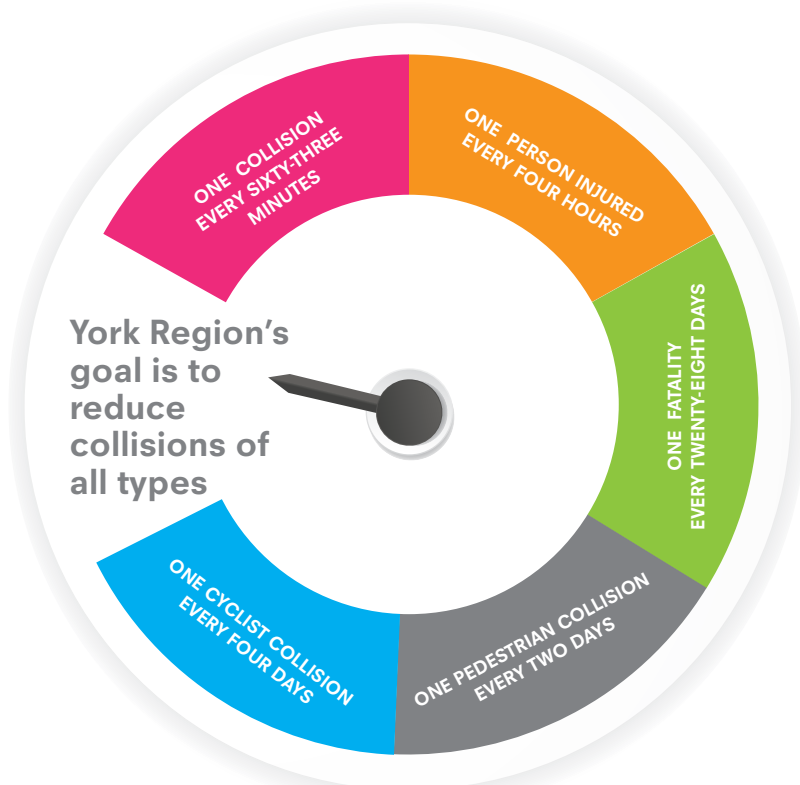 ONE COLLISION
EVERY SIXTY-THREE
MINUTES
ONE PERSON INJURED
EVERY FOUR HOURS
ONE FATALITY
EVERY TWENTY-EIGHT DAYS
ONE PEDESTRIAN COLLISION
EVERY TWO DAYS
ONE CYCLIST COLLISION
EVERY FOUR DAYS
York Region’s
goal is to
reduce
collisions of
all types